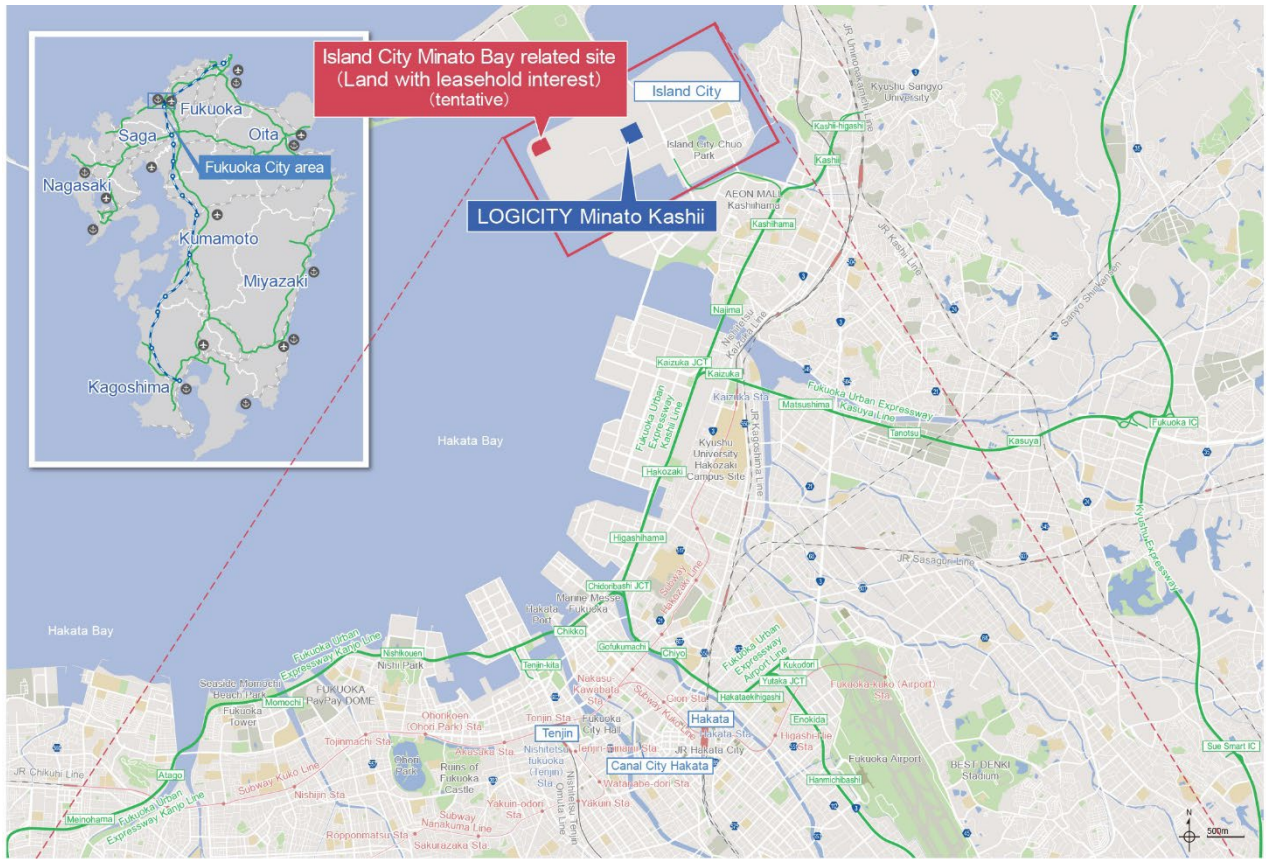 Island City Minato Bay related site
(Land with leasehold interest)
(tentative)
Island City
LOGICITY Minato Kashii
Island City Chuo
Park
Fukuoka
Saga
Oita
Fukuoka City area
Nagasaki
Kumamoto
Miyazaki
Kagoshima
JR Uminonakamichi Line
Kyushu Sangyo
University
Kashii-higashi
Kashii
AEON MALL
Kashiihama
Kashiihama
JR Kashii Line
Sanyo Shinkansen
Najima
Nishitetsu
Kaizuka Line
Kaizuka JCT
Kaizuka
Kaizuka Sta
Matsushima
Fukuoka Urban Expressway
Kasuya Line
Tanotsu
Kasuya
Fukuoka IC
Hakata Bay
Fukuoka Urban
Expressway
Kashii Line
Kyushu
University
Hakozaki
Campus Site
JR Kagoshima Line
Hakozaki
Kyushu Expressway
Higashihama
JR Sasaguri Line
Subway
Hakozaki Line
Chidoribashi JCT
Marine Messe
Fukuoka
Hakata
Port
Chikko
Hakata Bay
Fukuoka Urban
Expressway Kanjo Line
Nishikouen
Nishi Park
Tenjin-kita
Gofukumachi
Chiyo
Fukuoka Urban
Expressway
Airport Line
Kukodori
Yutaka JCT
Hakataekihigashi
Fukuoka-kuko (Airport)
Sta
Seaside Momochi
Beach Park
Momochi
Fukuoka
Tower
FUKUOKA
PayPay DOME
Nakasu
Kawabata Sta
Subway Kuko Line
Gion Sta
Ohorikoen
(Ohori Park) Sta
Tenjin Sta
Fukuoka
City Hall
Hakata
Hakata Sta
Enokida
Tojinmachi Sta
Akasaka Sta
Tenjin
Tenjin-minami Sta
JR Hakata City
Higashi-Hie
Sta
Nishitetsu
fukuoka
(Tenjin)
Sta
Canal City Hakata
Fukuoka Airport
BEST DENKI
Stadium
Sue Smart IC
JR Chikuhi Line
Atago
Subway Kuko Line
Nishijin Sta
Ohori
Park
Ruins of
Fukuoka
Castle
Watanabe-dori Sta
Hanmichibashi
Meinohama
Fukuoka Urban
Expressway Kanjo Line
Yakuin-odori
Sta
Yakuin Sta
Nishitetsu Tenjin
Omuta Line
Subway
Nanakuma Line
Ropponmatsu Sta
Sakurazaka Sta
N
500m